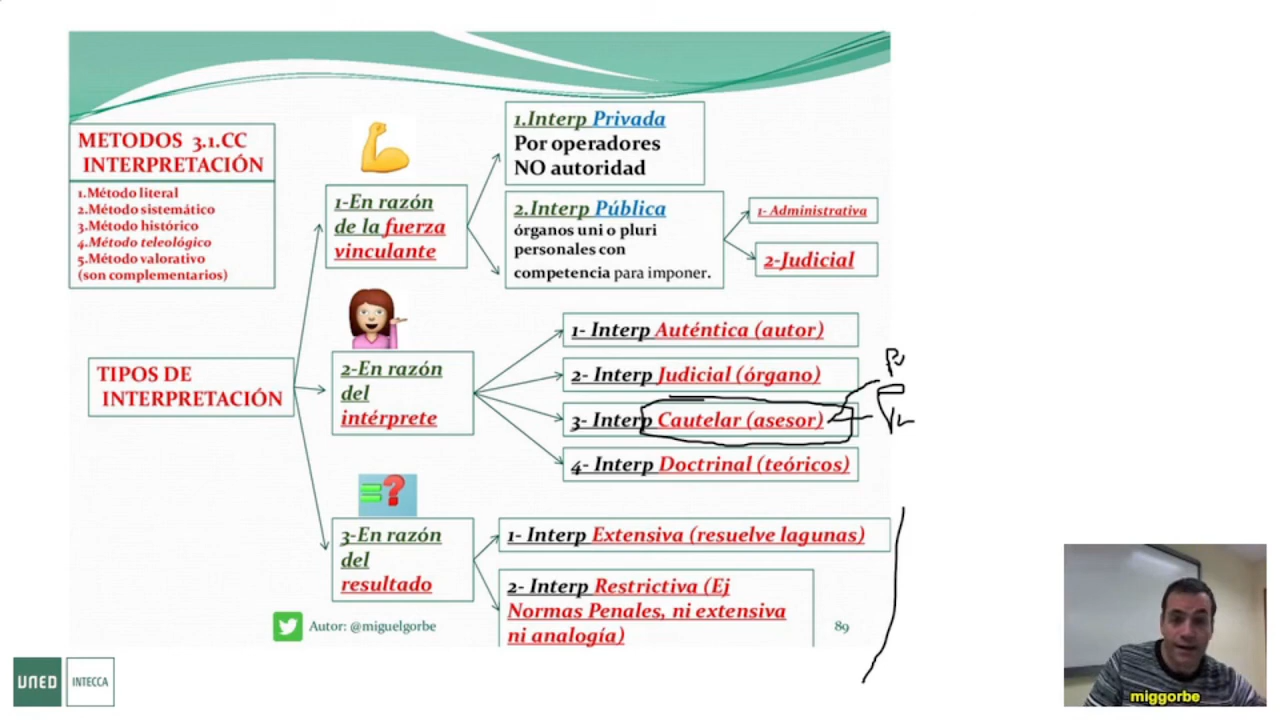 METODOS 3.1.CC
INTERPRETACIÓN
1.Método literal
2.Método sistemático
3.Método histórico
4.Método teleológico
5.Método valorativo
(son complementarios)
TIPOS DE
INTERPRETACIÓN
1-En razón
de la fuerza
vinculante
1.Interp Privada
Por operadores
NO autoridad
2.Interp Pública
órganos uni o pluri
personales con
competencia para imponer.
1- Administrativa
2-Judicial
2-En razón
del
intérprete
1- Interp Auténtica (autor)
2- Interp Judicial (órgano)
3- Interp Cautelar (asesor)
4- Interp Doctrinal (teóricos)
3-En razón
del
resultado
1- Interp Extensiva (resuelve lagunas)
2- Interp Restrictiva (Ej
Normas Penales, ni extensiva
ni analogía)
Autor: @miguelgorbe
89
UNED
INTECCA
miggorbe